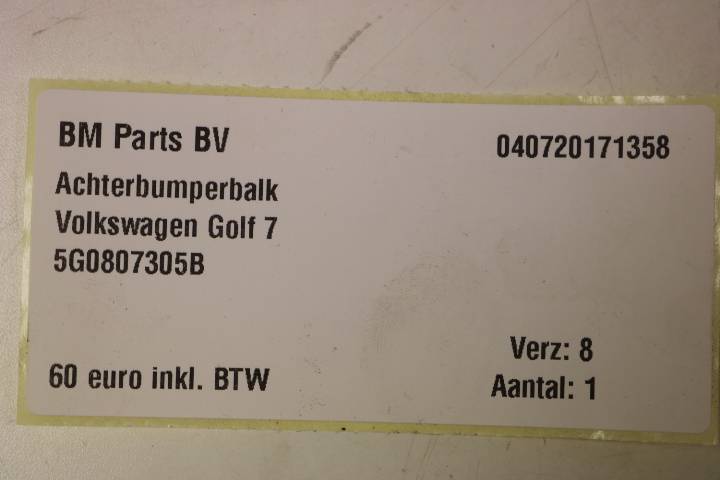 BM Parts BV
040720171358
Achterbumperbalk
Volkswagen Golf 7
5G0807305B
Verz: 8
60 euro inkl. BTW
Aantal: 1